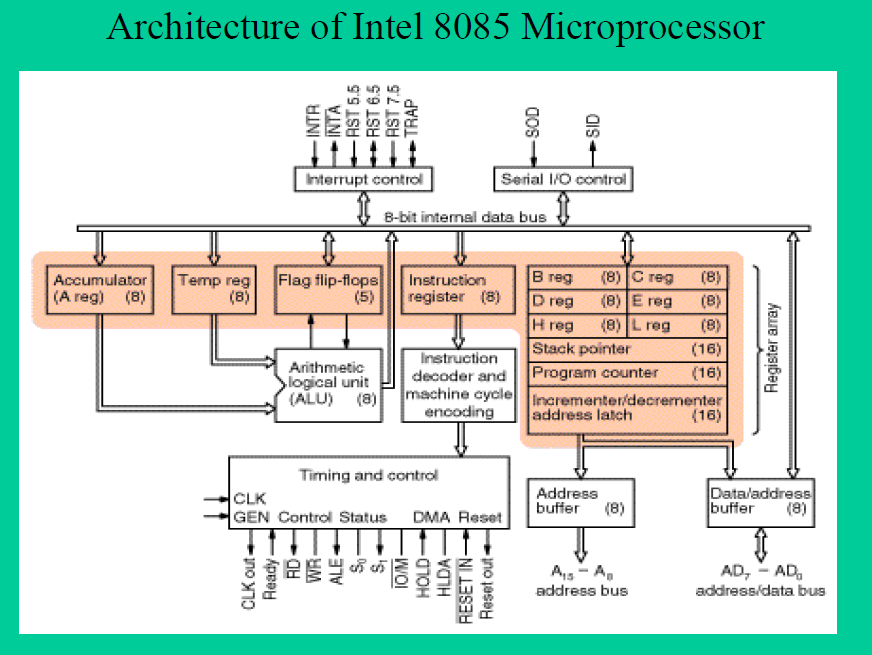 Architecture of Intel 8085 Microprocessor
INTR
INTA
RST 5.5
RST 6.5
RST 7.5
TRAP
SOD
SID
Interrupt control
Serial I/O control
8-bit internal data bus
Accumulator
(A reg) (8)
Temp reg
(8)
Flag flip-flops
(5)
Instruction
register (8)
B reg (8) C reg (8)
D reg (8) E reg (8)
H reg (8) L reg (8)
Stack pointer (16)
Program counter (16)
Incrementer/decrementer
address latch (16)
Register array
Arithmetic
logical unit
(ALU) (8)
Instruction
decoder and
machine cycle
encoding
Timing and control
CLK
GEN Control Status DMA Reset
CLK out
Ready
RD
WR
ALE
S₀
S₁
IO/M
HOLD
HLDA
RESET IN
Reset out
Address
buffer (8)
Data/address
buffer (8)
A₁₅ – A₈
address bus
AD₇ – AD₀
address/data bus